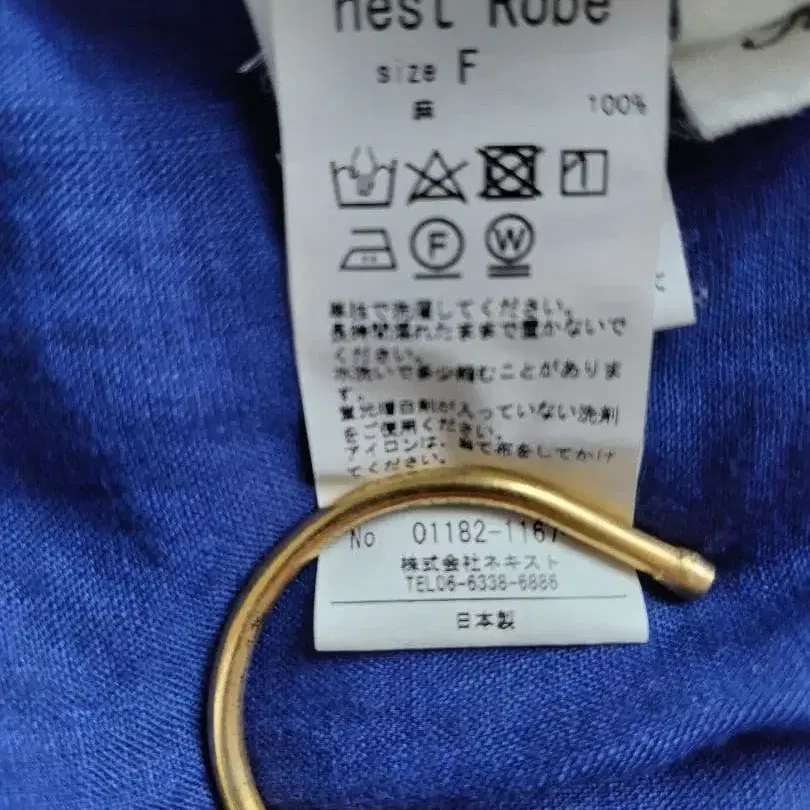 nest Robe
size F
麻 100%
F W
単独で洗濯してください。
長時間濡れたままで置かないで
ください。
水洗いで多少縮むことがありま
す。
蛍光増白剤が入っていない洗剤
をご使用ください。
アイロンは、当て布をしてかけ
てください。
No 01182-1167
株式会社ネキスト
TEL06-6338-6886
日本製